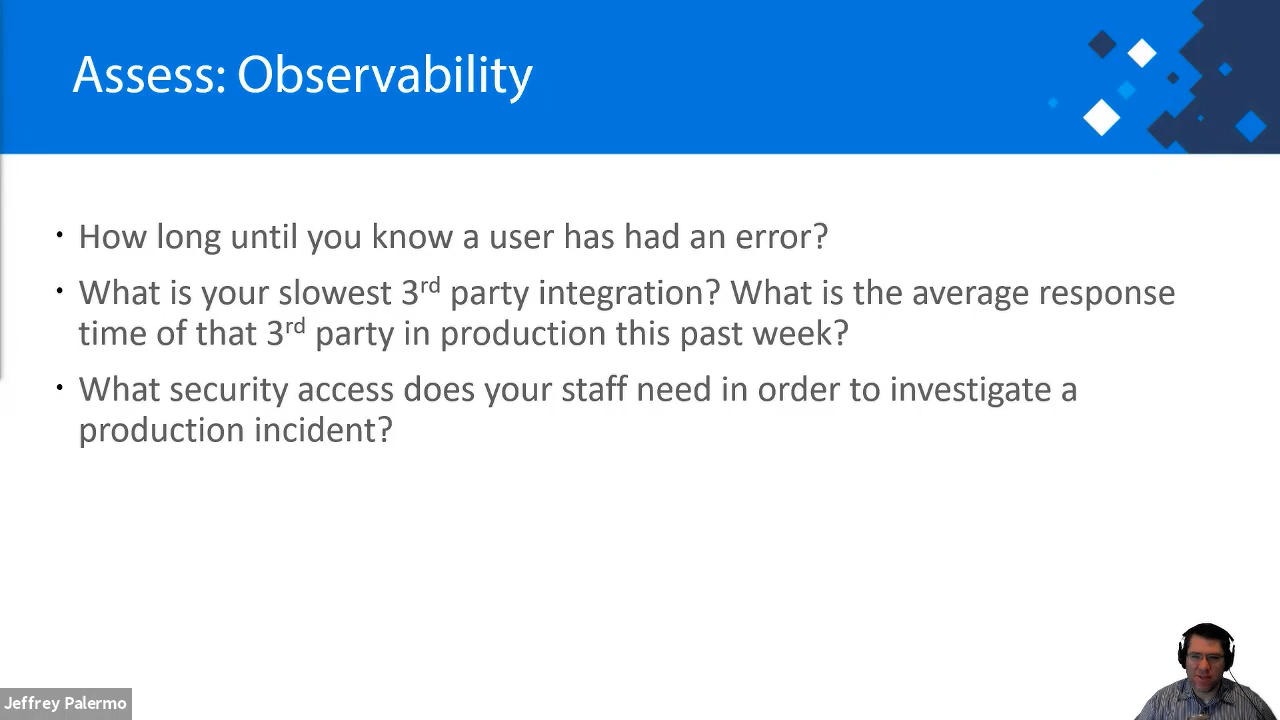 Assess: Observability
• How long until you know a user has had an error?
• What is your slowest 3rd party integration? What is the average response
time of that 3rd party in production this past week?
• What security access does your staff need in order to investigate a
production incident?
Jeffrey Palermo